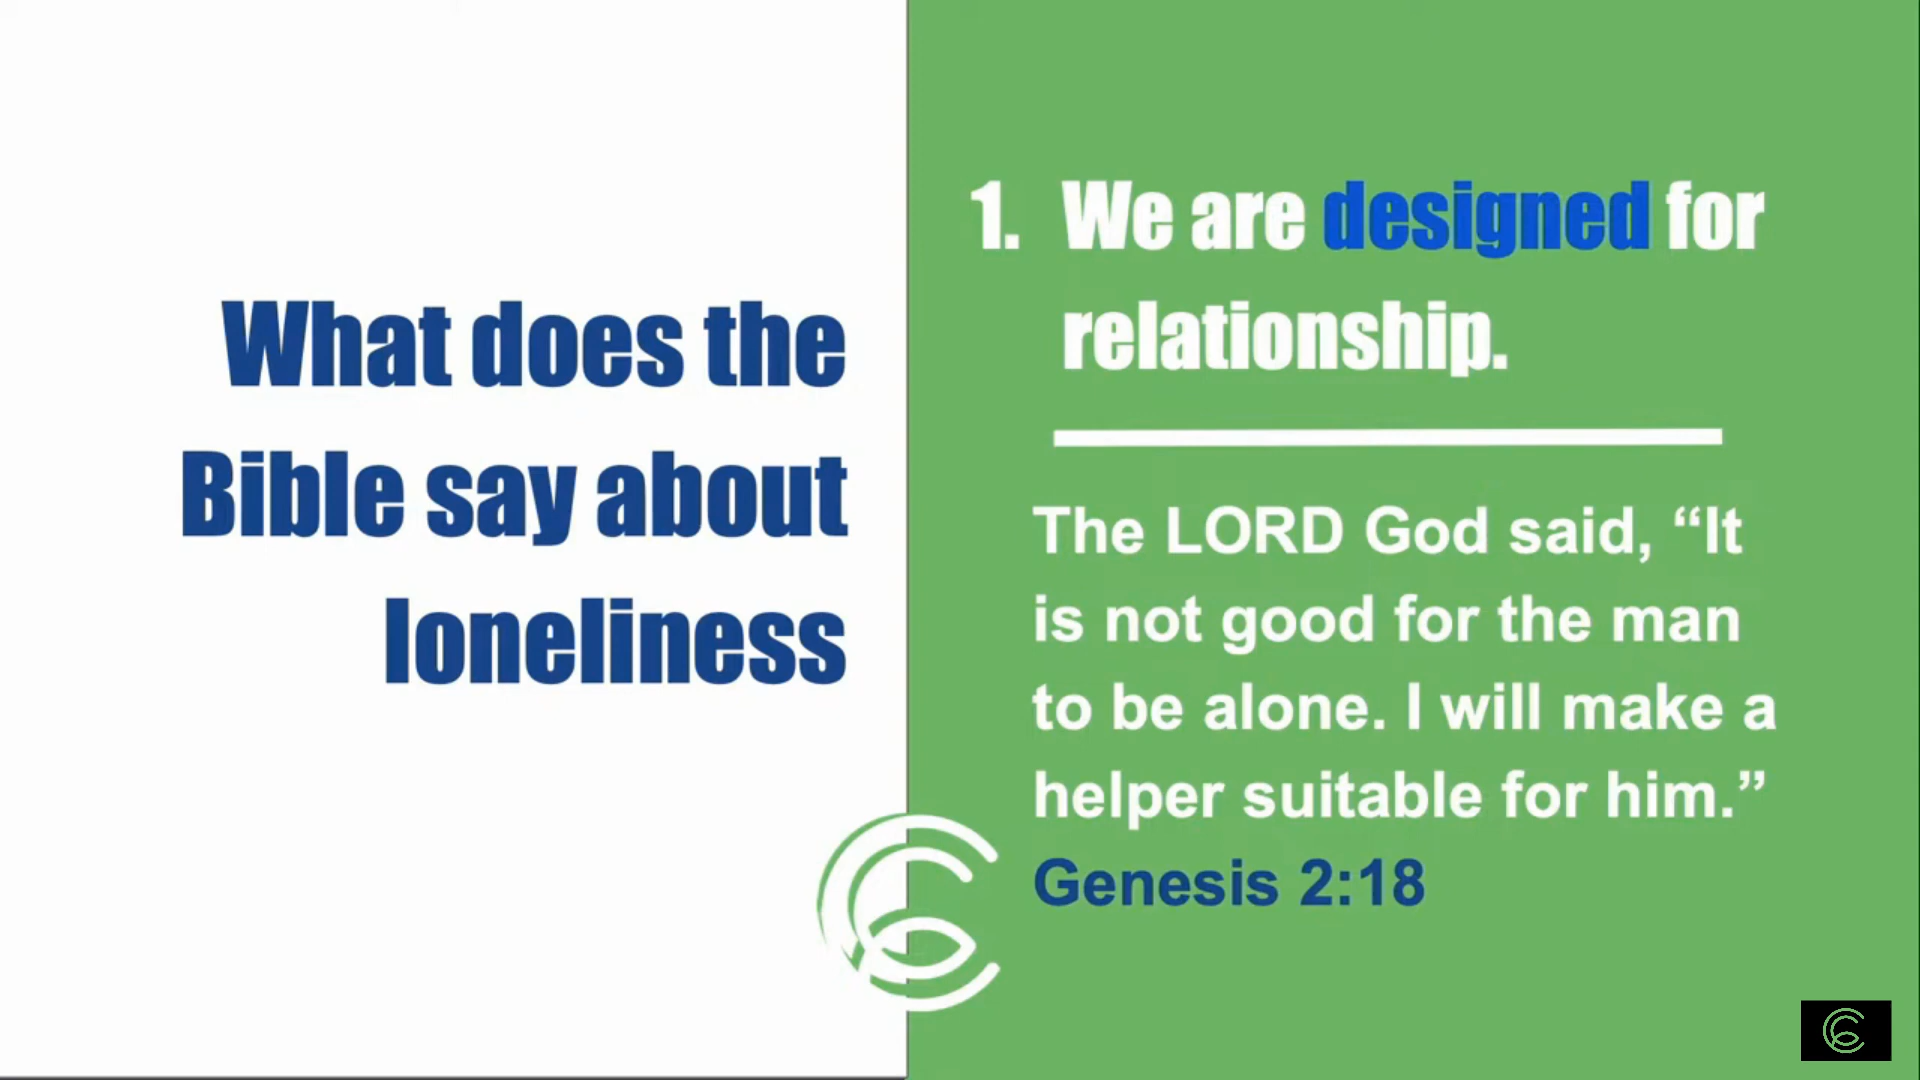 What does the
Bible say about
loneliness
1. We are designed for
relationship.
The LORD God said, “It
is not good for the man
to be alone. I will make a
helper suitable for him.”
Genesis 2:18